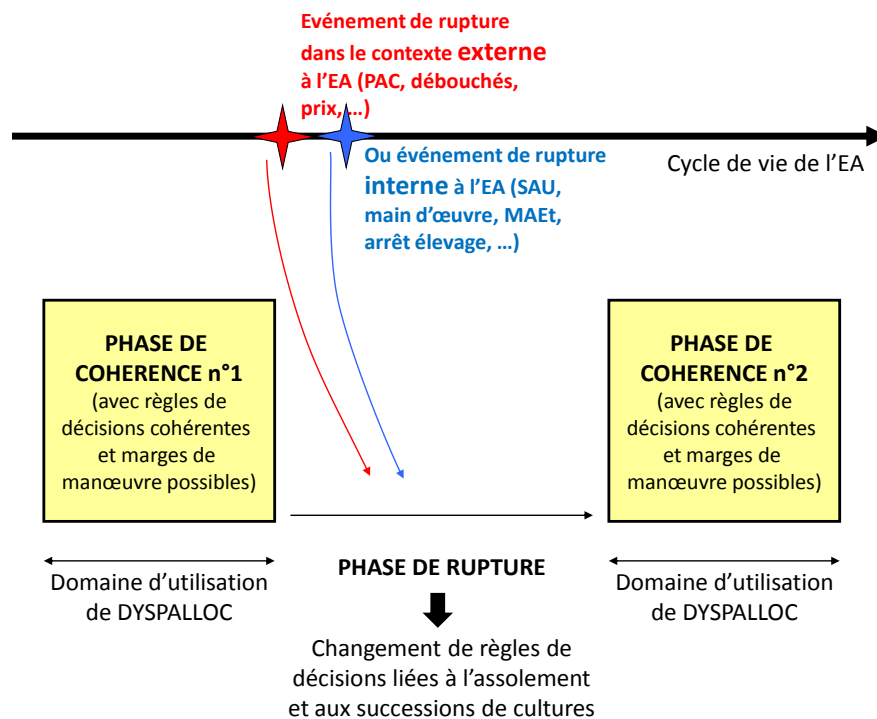 Evénement de rupture
dans le contexte externe
à l'EA (PAC, débouchés,
prix, ...)
Cycle de vie de l'EA
Ou événement de rupture
interne à l'EA (SAU,
main d'œuvre, MAEt,
arrêt élevage, ...)
PHASE DE
COHERENCE n°1
(avec règles de
décisions cohérentes
et marges de
manœuvre possibles)
PHASE DE
COHERENCE n°2
(avec règles de
décisions cohérentes
et marges de
manœuvre possibles)
Domaine d'utilisation
de DYSPALLOC
PHASE DE RUPTURE
Domaine d'utilisation
de DYSPALLOC
Changement de règles de
décisions liées à l'assolement
et aux successions de cultures